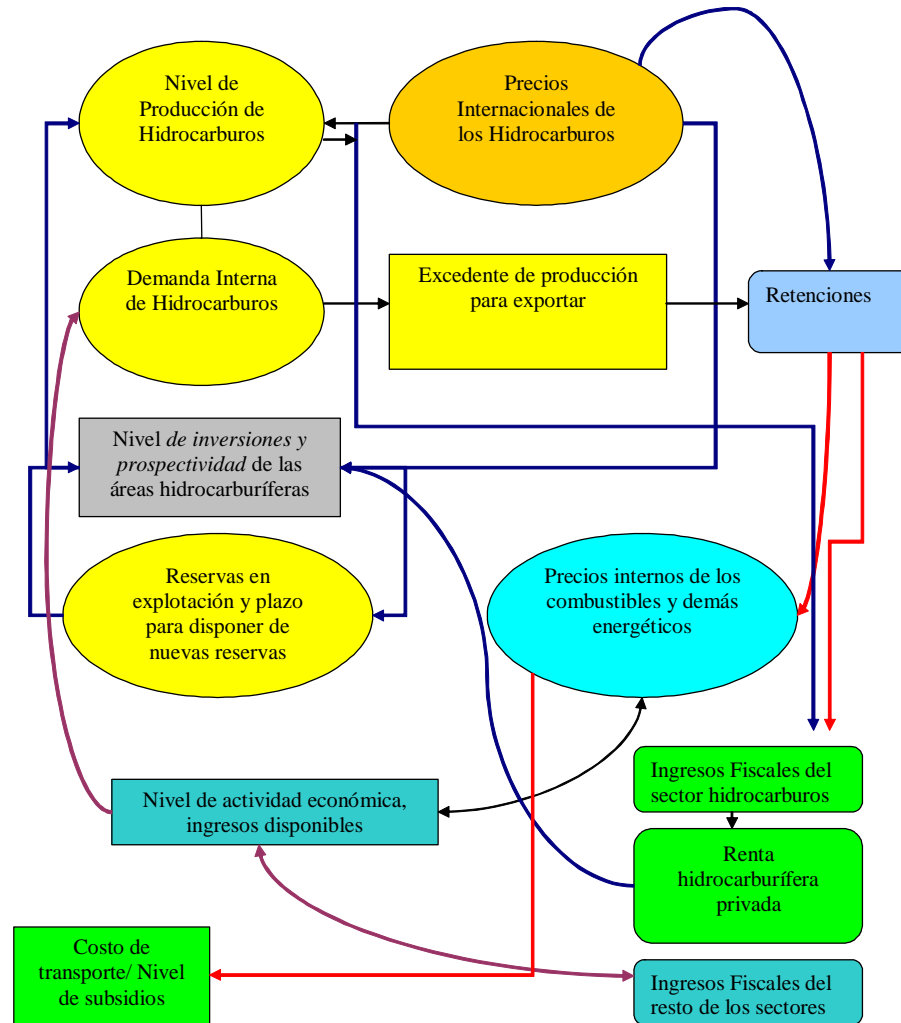 Nivel de
Producción de
Hidrocarburos
Precios
Internacionales de
los Hidrocarburos
Demanda Interna
de Hidrocarburos
Excedente de producción
para exportar
Retenciones
Nivel de inversiones y
prospectividad de las
áreas hidrocarburíferas
Reservas en
explotación y plazo
para disponer de
nuevas reservas
Precios internos de los
combustibles y demás
energéticos
Nivel de actividad económica,
ingresos disponibles
Ingresos Fiscales del
sector hidrocarburos
Renta
hidrocarburífera
privada
Costo de
transporte/ Nivel
de subsidios
Ingresos Fiscales del
resto de los sectores